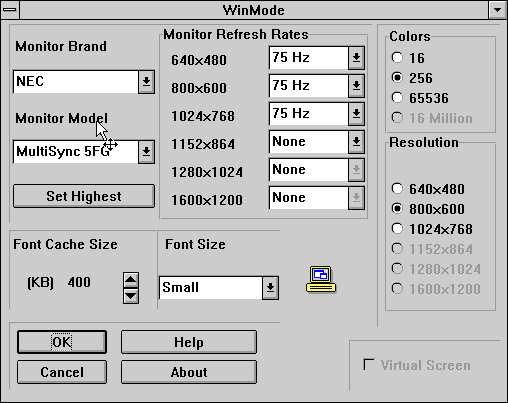 WinMode
Monitor Brand
NEC
Monitor Model
MultiSync 5FG
Set Highest
Monitor Refresh Rates
640x480 75 Hz
800x600 75 Hz
1024x768 75 Hz
1152x864 None
1280x1024 None
1600x1200 None
Colors
16
256
65536
16 Million
Resolution
640x480
800x600
1024x768
1152x864
1280x1024
1600x1200
Font Cache Size
(KB) 400
Font Size
Small
OK
Help
Cancel
About
Virtual Screen